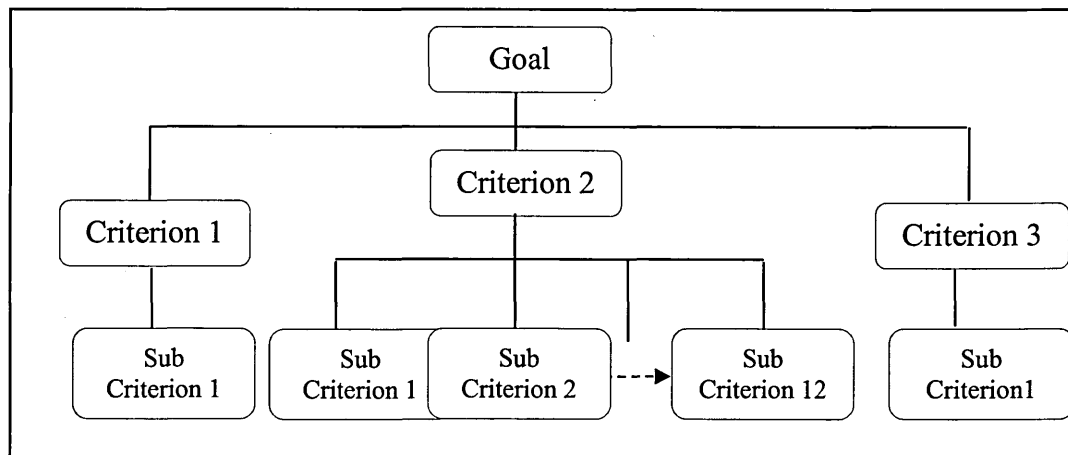 Goal
Criterion 2
Criterion 1
Criterion 3
Sub
Criterion 1
Sub
Criterion 1
Sub
Criterion 2
Sub
Criterion 12
Sub
Criterion1